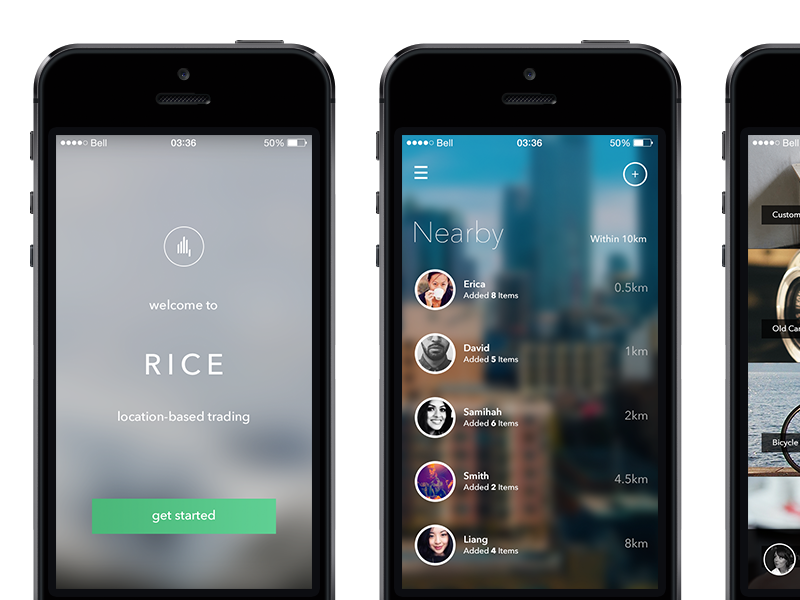 Bell 03:36 50%
welcome to
RICE
location-based trading
get started
Bell 03:36 50%
Nearby
Within 10km
Erica
Added 8 Items
0.5km
David
Added 5 Items
1km
Samihah
Added 6 Items
2km
Smith
Added 2 Items
4.5km
Liang
Added 4 Items
8km
Bell
Custom
Old Car
Bicycle